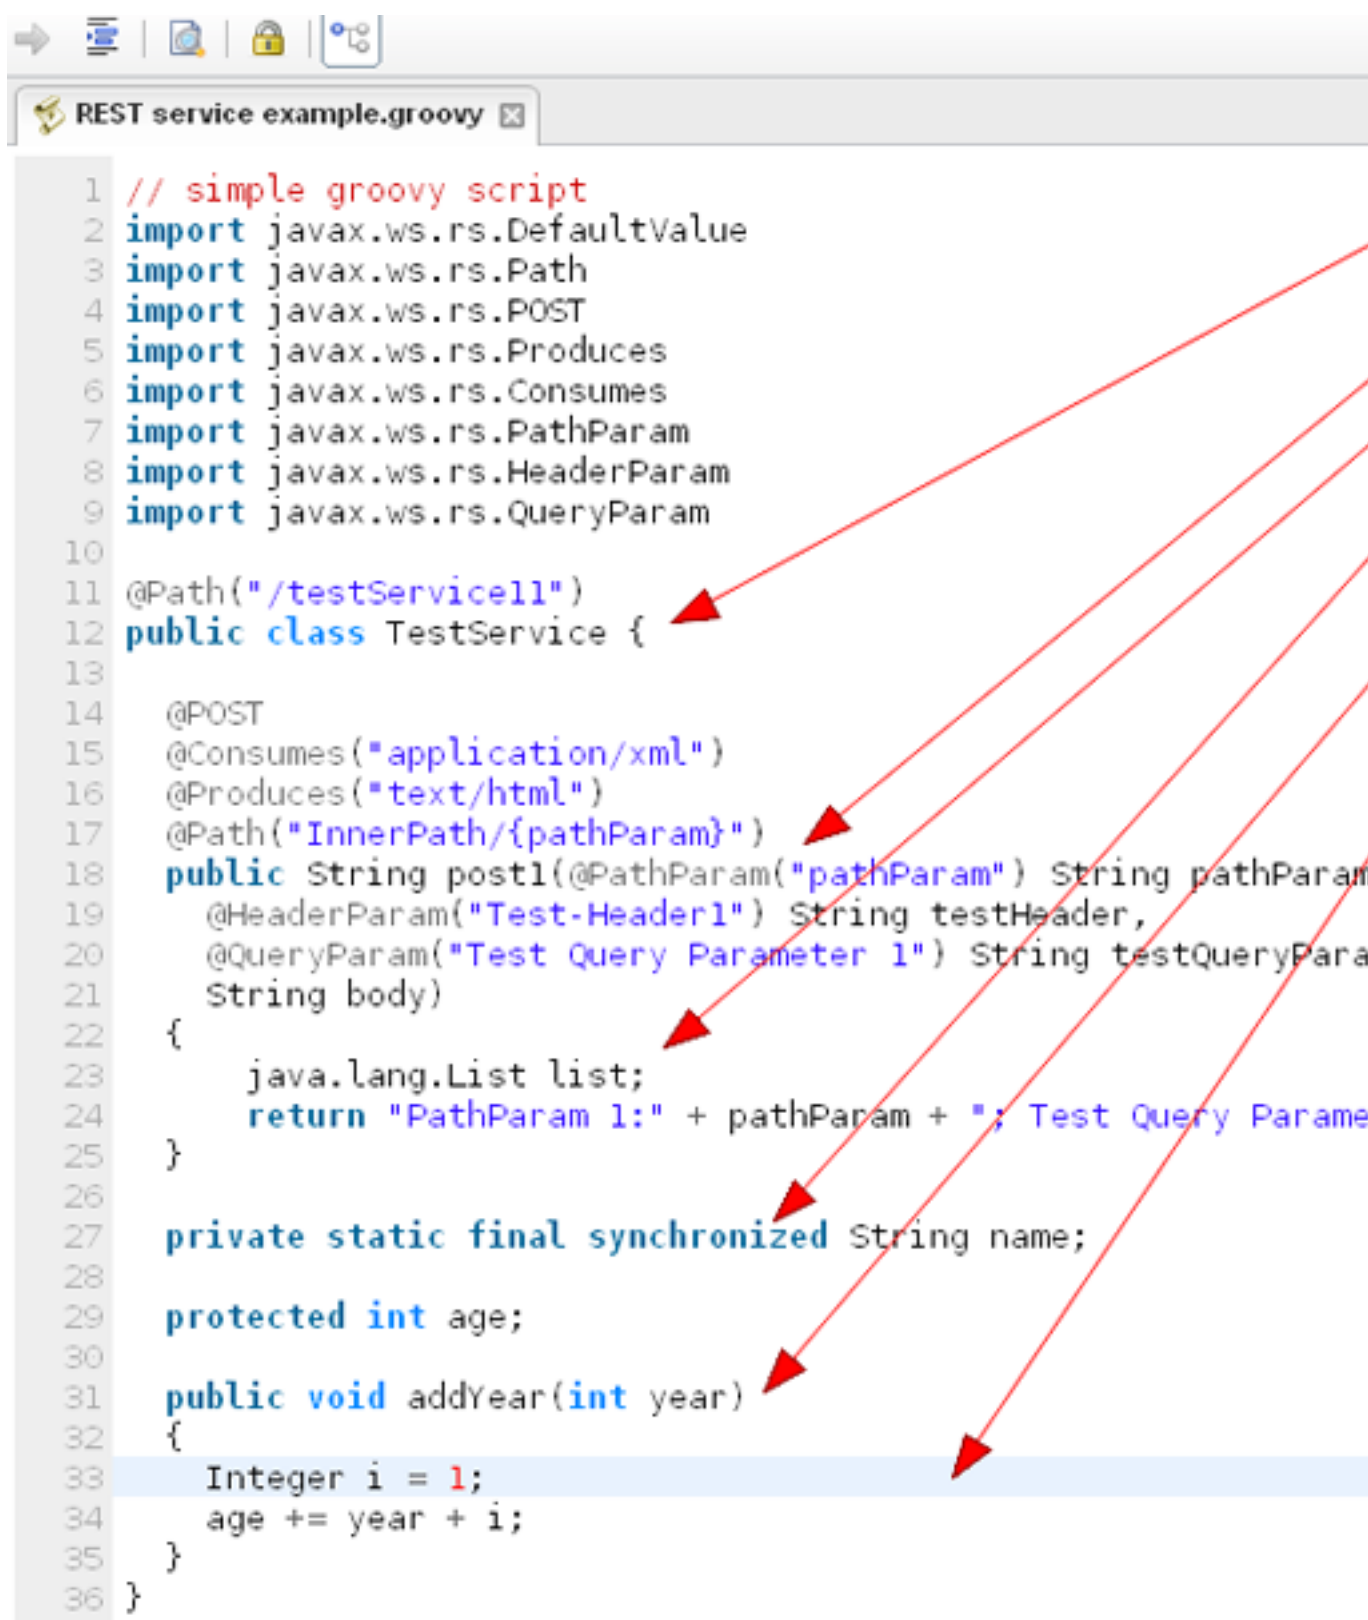 REST service example.groovy
1 // simple groovy script
2 import javax.ws.rs.DefaultValue
3 import javax.ws.rs.Path
4 import javax.ws.rs.POST
5 import javax.ws.rs.Produces
6 import javax.ws.rs.Consumes
7 import javax.ws.rs.PathParam
8 import javax.ws.rs.HeaderParam
9 import javax.ws.rs.QueryParam
10
11 @Path("/testService11")
12 public class TestService {
13
14 @POST
15 @Consumes("application/xml")
16 @Produces("text/html")
17 @Path("InnerPath/{pathParam}")
18 public String post1(@PathParam("pathParam") String pathParam
19 @HeaderParam("Test-Header1") String testHeader,
20 @QueryParam("Test Query Parameter 1") String testQueryPara
21 String body)
22 {
23 java.lang.List list;
24 return "PathParam 1:" + pathParam + "; Test Query Parame
25 }
26
27 private static final synchronized String name;
28
29 protected int age;
30
31 public void addYear(int year)
32 {
33 Integer i = 1;
34 age += year + i;
35 }
36 }